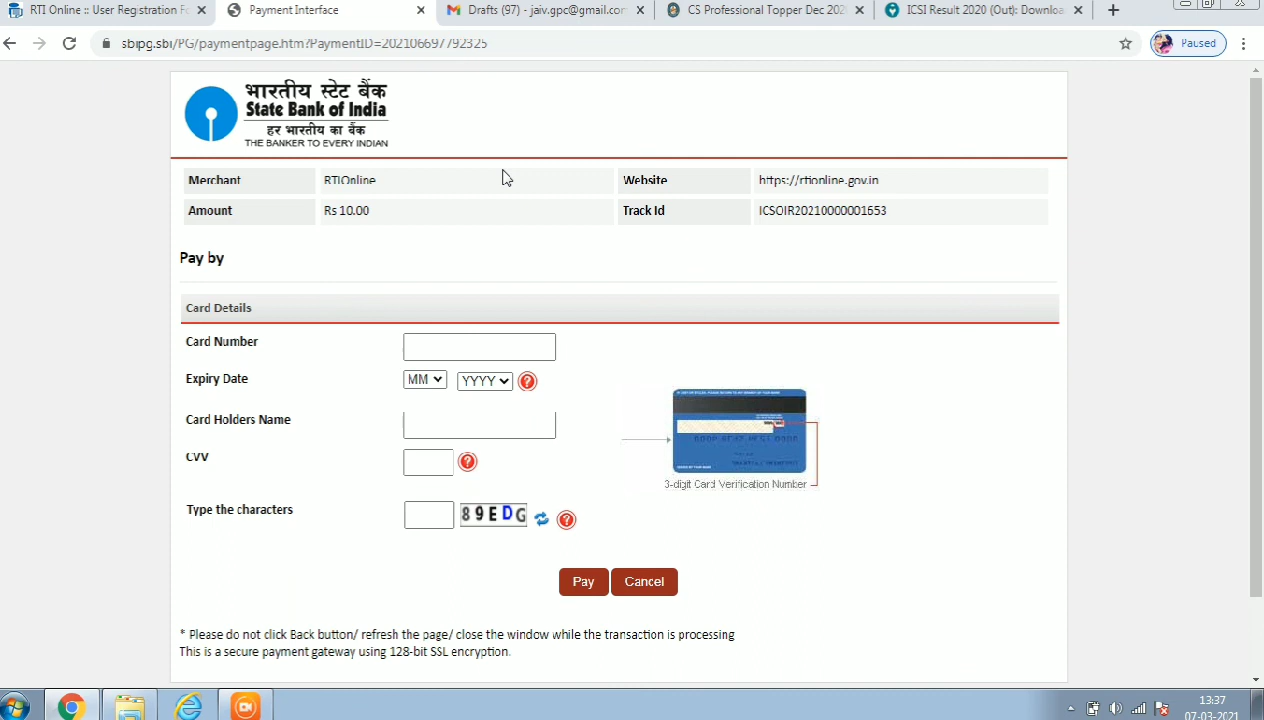 RTI Online :: User Registration Fo
Payment Interface
Drafts (97) - jaiv.gpc@gmail.com
CS Professional Topper Dec 202
ICSI Result 2020 (Out): Downloa
sbipg.sbi/PG/paymentpage.htm?PaymentID=202106697792325
Paused
भारतीय स्टेट बैंक
State Bank of India
हर भारतीय का बैंक
THE BANKER TO EVERY INDIAN
Merchant RTIOnline Website https://rtionline.gov.in
Amount Rs 10.00 Track Id ICSOIR20210000001653
Pay by
Card Details
Card Number
Expiry Date MM YYYY
Card Holders Name
CVV
3-digit Card Verification Number
Type the characters 89EDG
Pay Cancel
* Please do not click Back button/ refresh the page/ close the window while the transaction is processing
This is a secure payment gateway using 128-bit SSL encryption.
13:37
07-03-2021